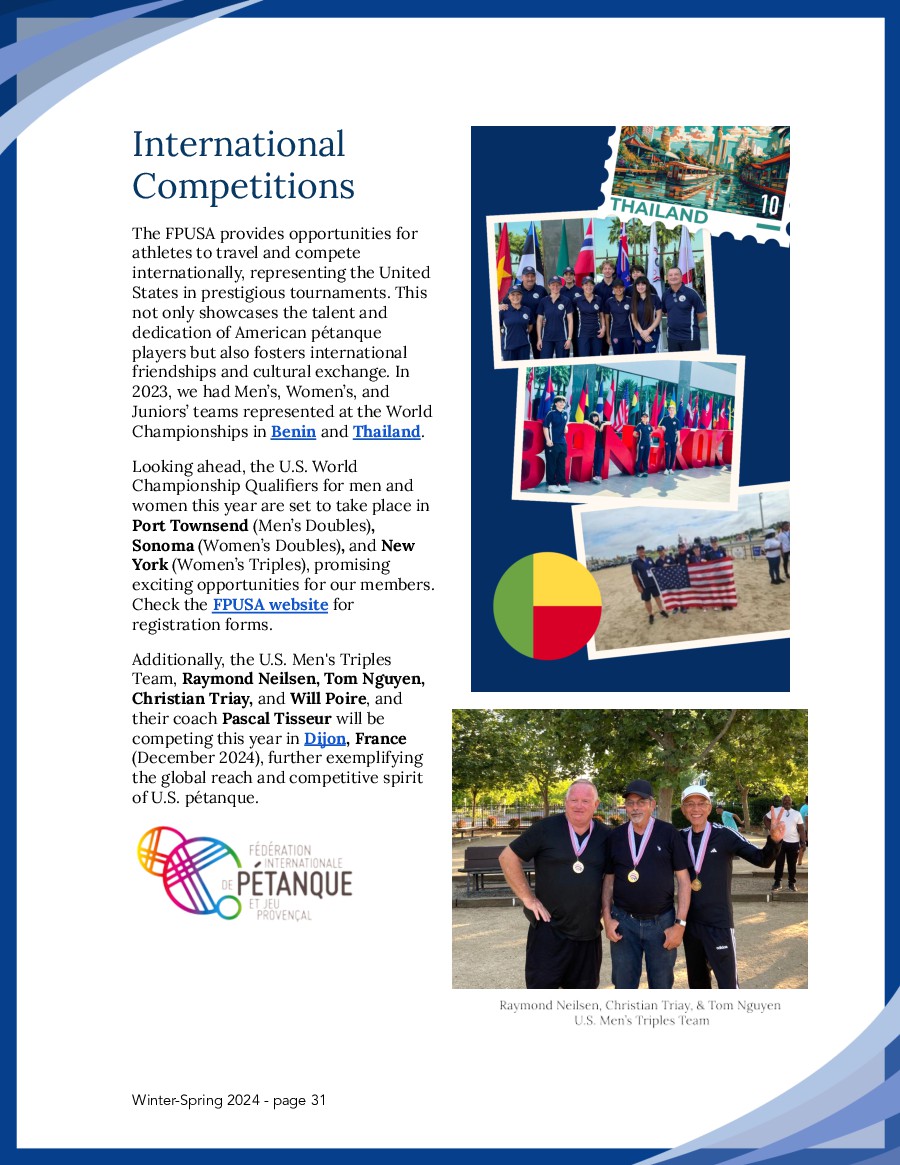 International
Competitions
The FPUSA provides opportunities for
athletes to travel and compete
internationally, representing the United
States in prestigious tournaments. This
not only showcases the talent and
dedication of American pétanque
players but also fosters international
friendships and cultural exchange. In
2023, we had Men’s, Women’s, and
Juniors’ teams represented at the World
Championships in Benin and Thailand.
Looking ahead, the U.S. World
Championship Qualifiers for men and
women this year are set to take place in
Port Townsend (Men’s Doubles),
Sonoma (Women’s Doubles), and New
York (Women’s Triples), promising
exciting opportunities for our members.
Check the FPUSA website for
registration forms.
Additionally, the U.S. Men's Triples
Team, Raymond Neilsen, Tom Nguyen,
Christian Triay, and Will Poire, and
their coach Pascal Tisseur will be
competing this year in Dijon, France
(December 2024), further exemplifying
the global reach and competitive spirit
of U.S. pétanque.
FÉDÉRATION
INTERNATIONALE
DE PÉTANQUE
ET JEU
PROVENÇAL
10
THAILAND
BANGKOK
adidas
Raymond Neilsen, Christian Triay, & Tom Nguyen
U.S. Men’s Triples Team
Winter-Spring 2024 - page 31